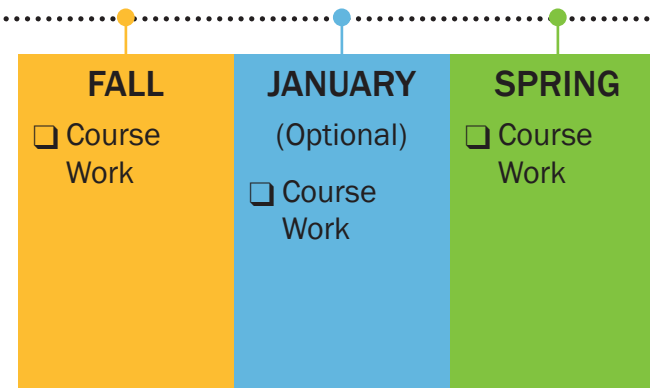 FALL
❏ Course
Work
JANUARY
(Optional)
❏ Course
Work
SPRING
❏ Course
Work